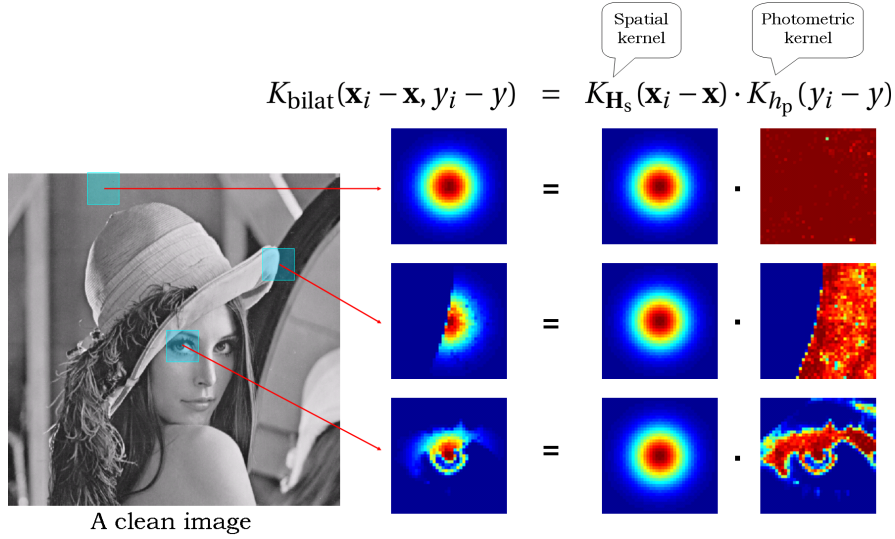 Spatial
kernel
Photometric
kernel
K_bilat(𝐱_i − 𝐱, y_i − y) = K_𝐇_s(𝐱_i − 𝐱) · K_h_p(y_i − y)
= ·
= ·
= ·
A clean image